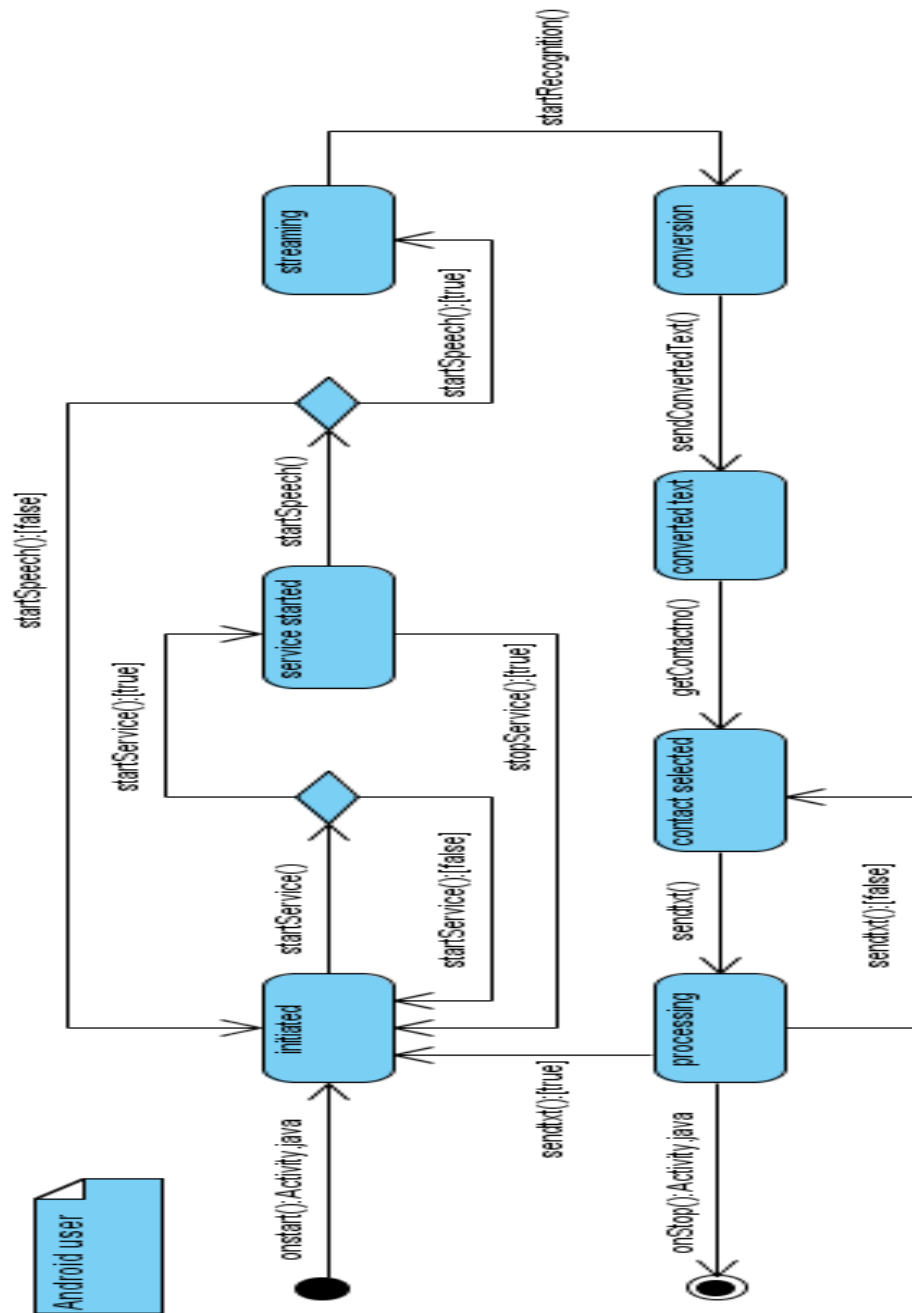 Android user
startSpeech():[false]
startService():[true]
onstart():Activity.java
initiated
startService()
service started
startSpeech()
streaming
startService():[false]
startSpeech():[true]
stopService():[true]
startRecognition()
sendtxt():[true]
onStop():Activity.java
processing
sendtxt()
contact selected
getContactno()
converted text
sendConvertedText()
conversion
sendtxt():[false]